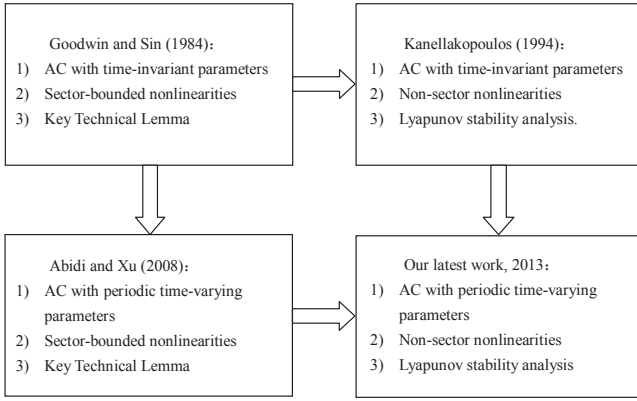 Goodwin and Sin (1984):
1) AC with time-invariant parameters
2) Sector-bounded nonlinearities
3) Key Technical Lemma
Kanellakopoulos (1994):
1) AC with time-invariant parameters
2) Non-sector nonlinearities
3) Lyapunov stability analysis.
Abidi and Xu (2008):
1) AC with periodic time-varying
parameters
2) Sector-bounded nonlinearities
3) Key Technical Lemma
Our latest work, 2013:
1) AC with periodic time-varying
parameters
2) Non-sector nonlinearities
3) Lyapunov stability analysis